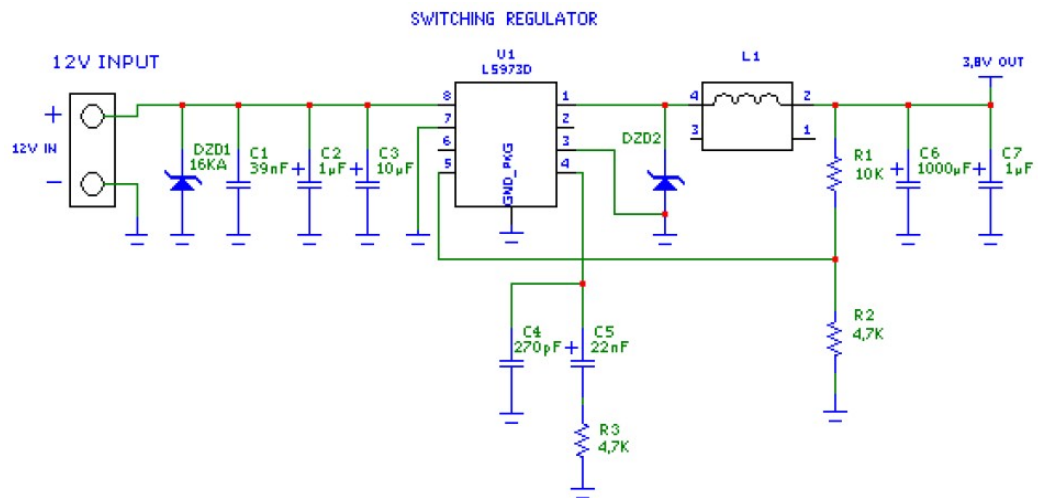 SWITCHING REGULATOR
12V INPUT
+
12V IN
-
DZD1
16KA
C1
39nF
+
C2
1µF
+
C3
10µF
U1
L5973D
8
7
6
5
1
2
3
4
GND_PKG
DZD2
L1
4
3
2
1
3,8V OUT
R1
10K
C6
+
1000µF
C7
+
1µF
C4
270pF
+
C5
22nF
R2
4,7K
R3
4,7K